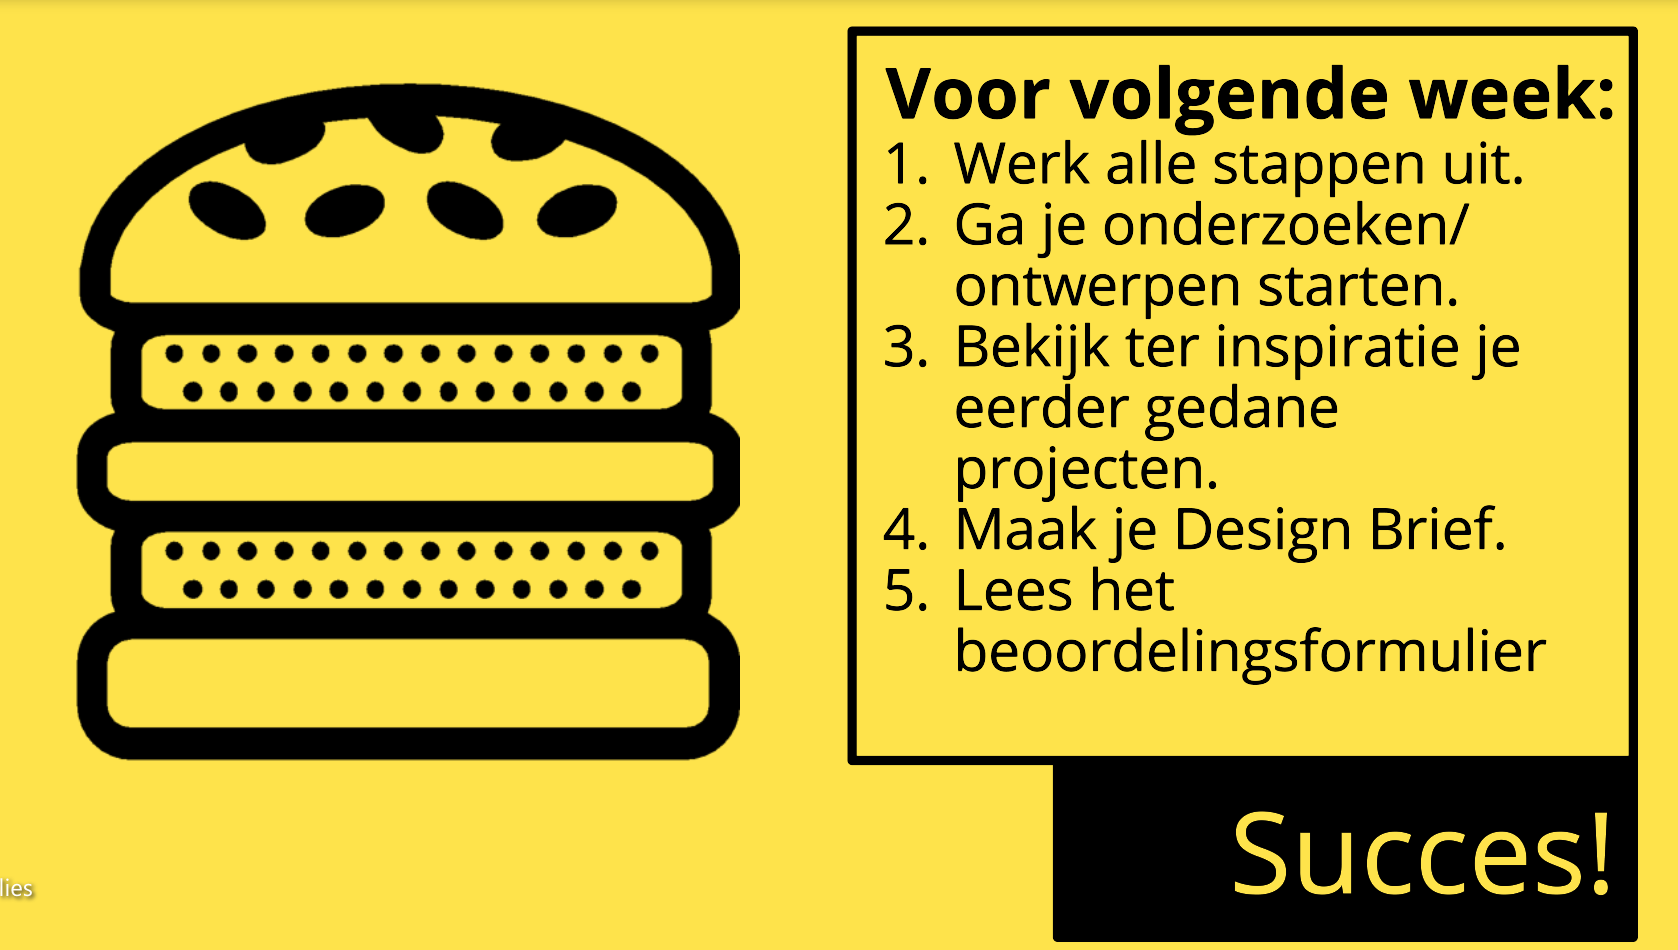 Voor volgende week:
1. Werk alle stappen uit.
2. Ga je onderzoeken/
ontwerpen starten.
3. Bekijk ter inspiratie je
eerder gedane
projecten.
4. Maak je Design Brief.
5. Lees het
beoordelingsformulier
Succes!
lies